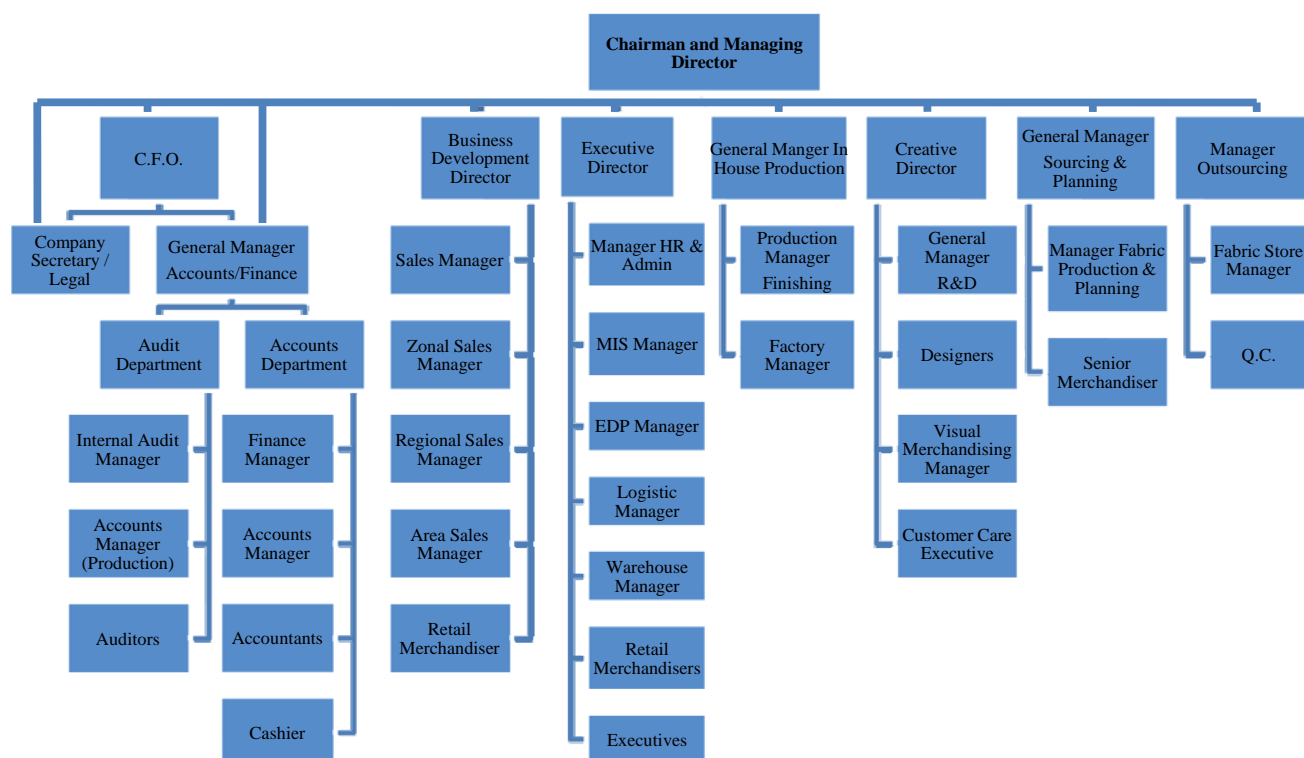 Chairman and Managing
Director
C.F.O.
Business
Development
Director
Executive
Director
General Manger In
House Production
Creative
Director
General Manager
Sourcing &
Planning
Manager
Outsourcing
Company
Secretary /
Legal
General Manager
Accounts/Finance
Audit
Department
Accounts
Department
Internal Audit
Manager
Accounts
Manager
(Production)
Auditors
Finance
Manager
Accounts
Manager
Accountants
Cashier
Sales Manager
Zonal Sales
Manager
Regional Sales
Manager
Area Sales
Manager
Retail
Merchandiser
Manager HR &
Admin
MIS Manager
EDP Manager
Logistic
Manager
Warehouse
Manager
Retail
Merchandisers
Executives
Production
Manager
Finishing
Factory
Manager
General
Manager
R&D
Designers
Visual
Merchandising
Manager
Customer Care
Executive
Manager Fabric
Production &
Planning
Senior
Merchandiser
Fabric Store
Manager
Q.C.